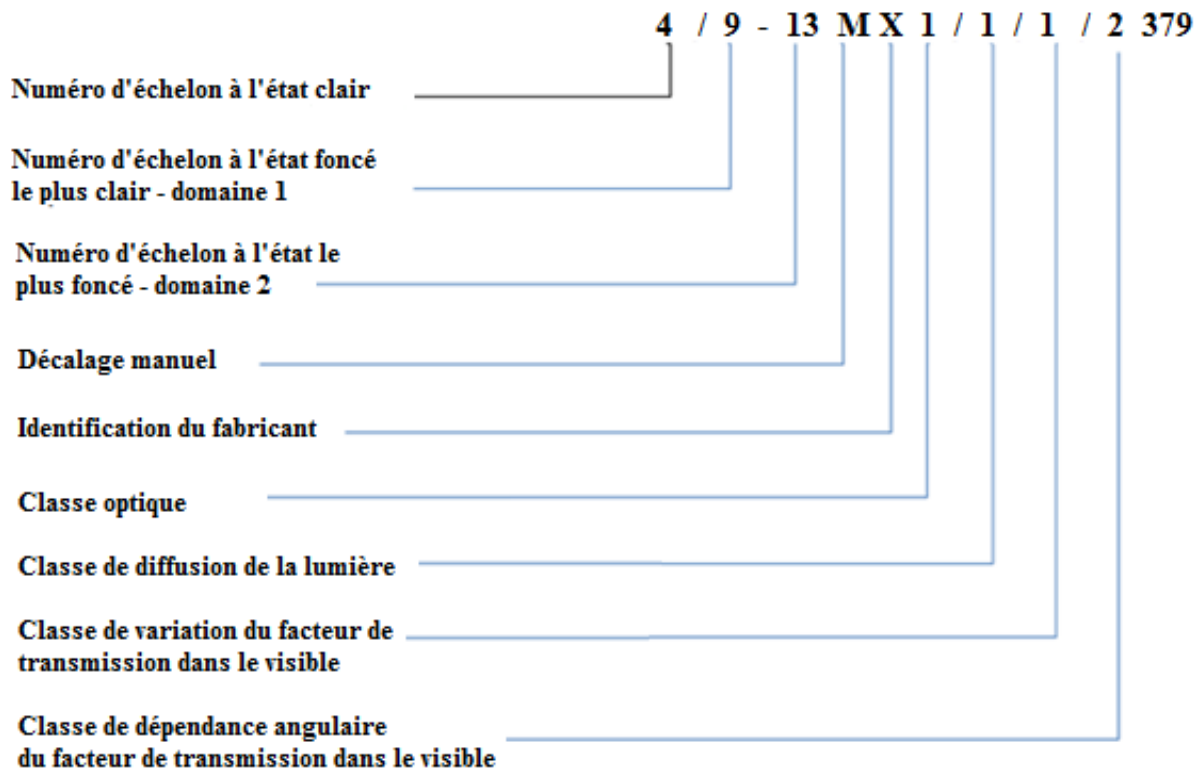 4 / 9 - 13 M X 1 / 1 / 1 / 2 379
Numéro d'échelon à l'état clair
Numéro d'échelon à l'état foncé
le plus clair - domaine 1
Numéro d'échelon à l'état le
plus foncé - domaine 2
Décalage manuel
Identification du fabricant
Classe optique
Classe de diffusion de la lumière
Classe de variation du facteur de
transmission dans le visible
Classe de dépendance angulaire
du facteur de transmission dans le visible